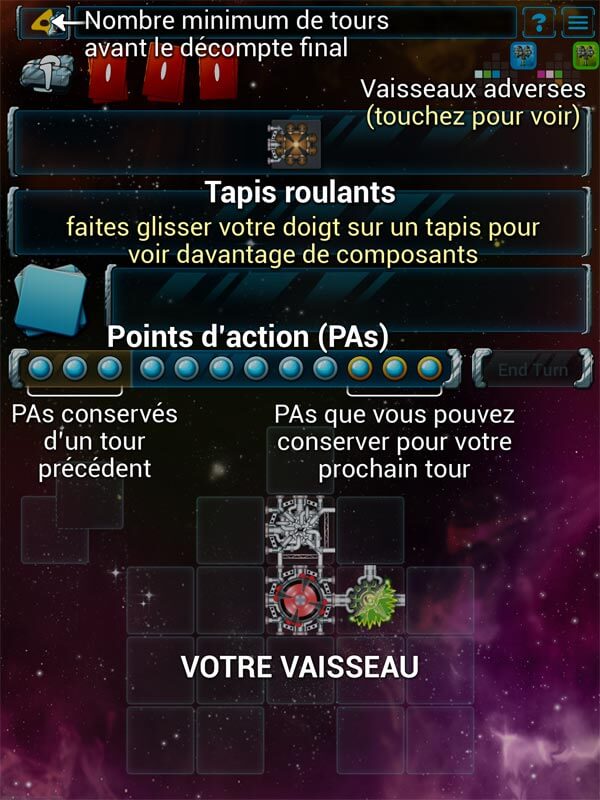 Nombre minimum de tours
avant le décompte final
?
Vaisseaux adverses
(touchez pour voir)
Tapis roulants
faites glisser votre doigt sur un tapis pour
voir davantage de composants
Points d'action (PAs)
End Turn
PAs conservés
d'un tour
précédent
PAs que vous pouvez
conserver pour votre
prochain tour
VOTRE VAISSEAU